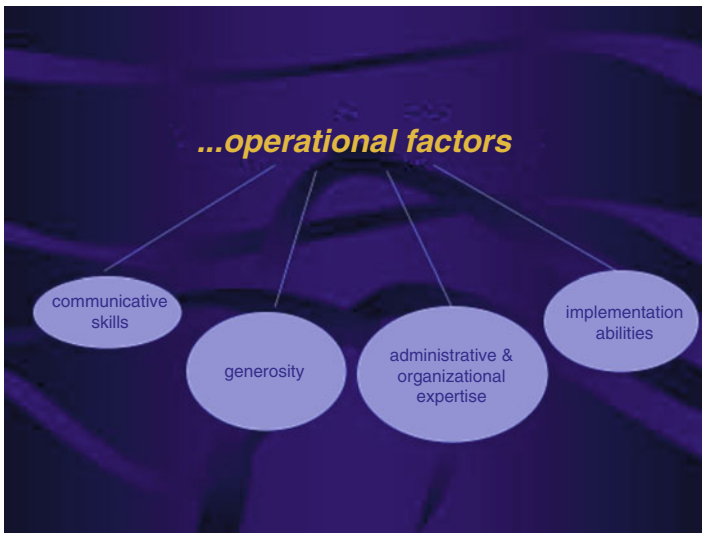 ...operational factors
communicative
skills
generosity
administrative &
organizational
expertise
implementation
abilities